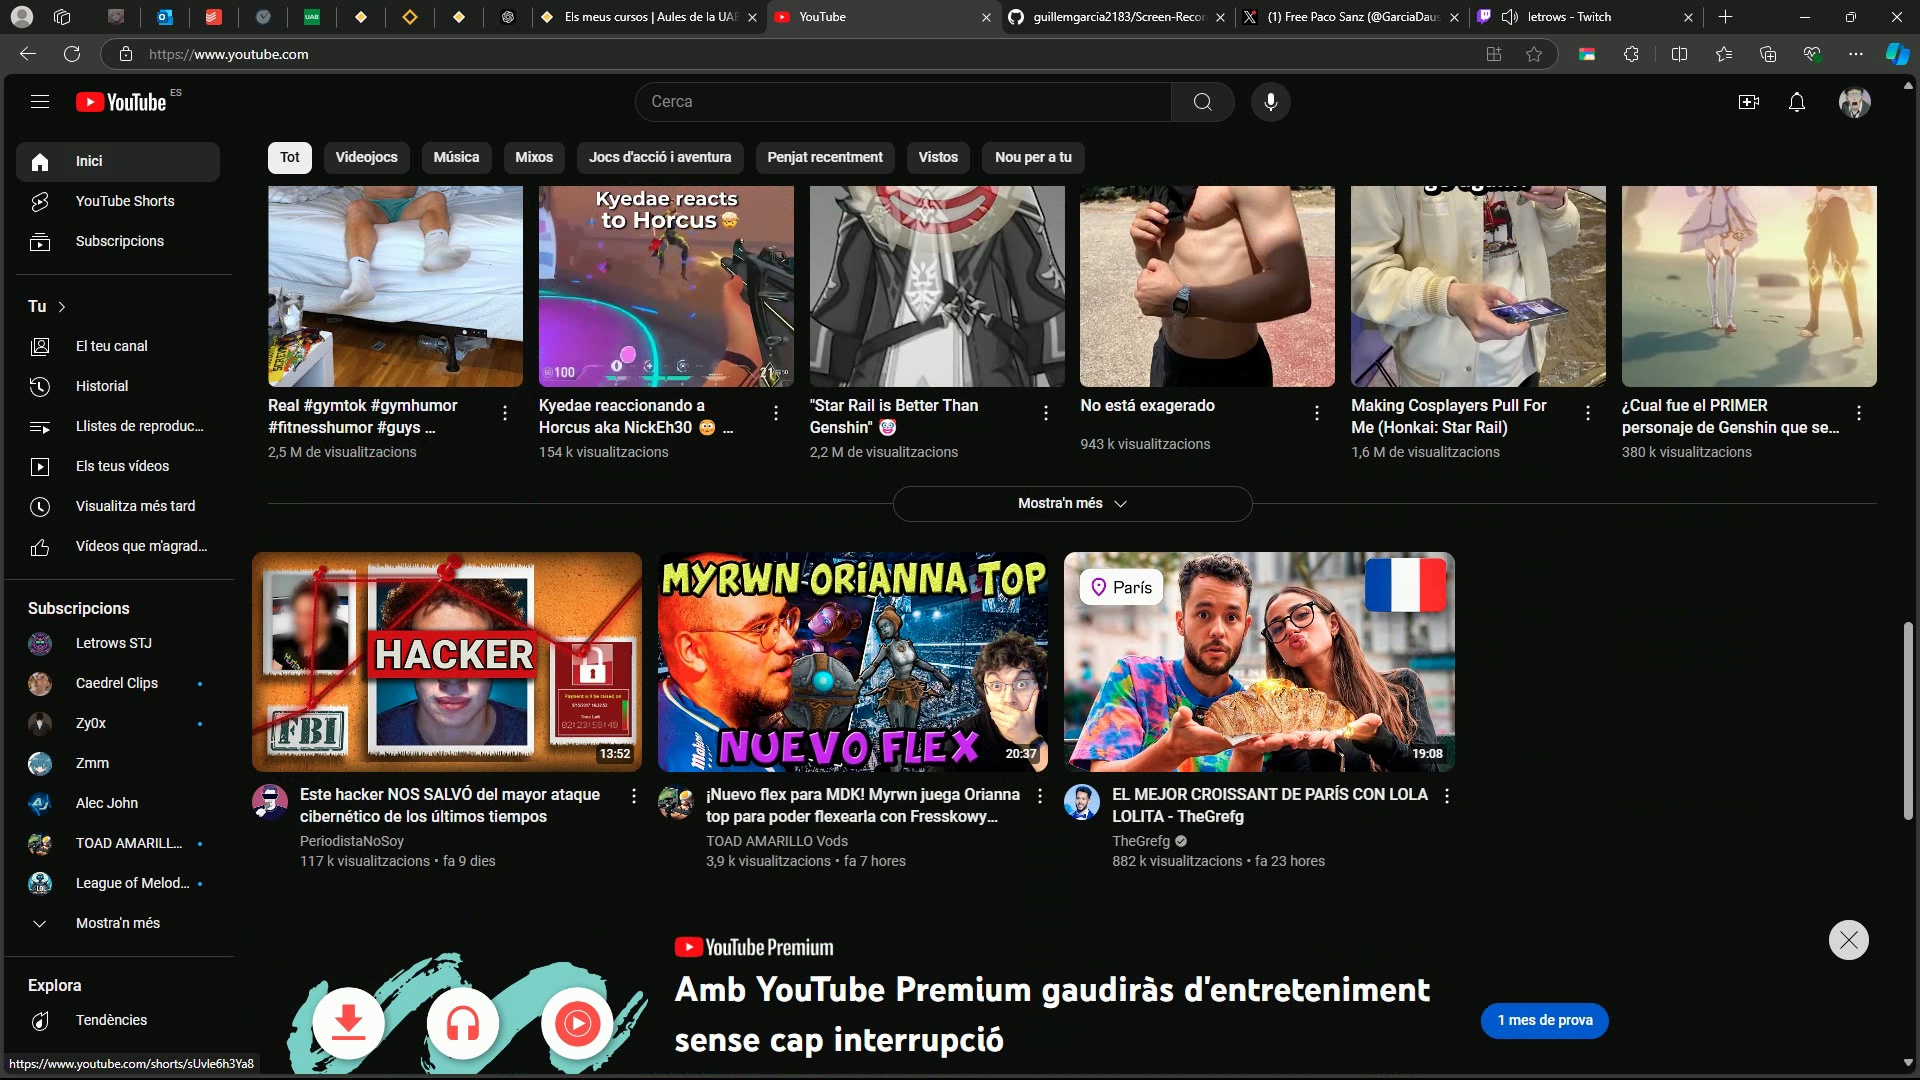 Els meus cursos | Aules de la UAB
YouTube
guillemgarcia2183/Screen-Recor
(1) Free Paco Sanz (@GarciaDaus
letrows - Twitch
https://www.youtube.com
YouTube ES
Cerca
Inici
YouTube Shorts
Subscripcions
Tu
El teu canal
Historial
Llistes de reproduc...
Els teus vídeos
Visualitza més tard
Vídeos que m'agrad...
Subscripcions
Letrows STJ
Caedrel Clips
Zy0x
Zmm
Alec John
TOAD AMARILL...
League of Melod...
Mostra'n més
Explora
Tendències
https://www.youtube.com/shorts/sUvle6h3Ya8
Tot
Videojocs
Música
Mixos
Jocs d'acció i aventura
Penjat recentment
Vistos
Nou per a tu
Kyedae reacts
to Horcus
100
Real #gymtok #gymhumor
#fitnesshumor #guys ...
2,5 M de visualitzacions
Kyedae reaccionando a
Horcus aka NickEh30 😳 ...
154 k visualitzacions
"Star Rail is Better Than
Genshin" 🤡
2,2 M de visualitzacions
No está exagerado
943 k visualitzacions
Making Cosplayers Pull For
Me (Honkai: Star Rail)
1,6 M de visualitzacions
¿Cual fue el PRIMER
personaje de Genshin que se...
380 k visualitzacions
Mostra'n més
HACKER
FBI
13:52
Este hacker NOS SALVÓ del mayor ataque
cibernético de los últimos tiempos
PeriodistaNoSoy
117 k visualitzacions • fa 9 dies
MYRWN ORIANNA TOP
NUEVO FLEX
20:37
¡Nuevo flex para MDK! Myrwn juega Orianna
top para poder flexearla con Fresskowy...
TOAD AMARILLO Vods
3,9 k visualitzacions • fa 7 hores
París
19:08
EL MEJOR CROISSANT DE PARÍS CON LOLA
LOLITA - TheGrefg
TheGrefg
882 k visualitzacions • fa 23 hores
YouTube Premium
Amb YouTube Premium gaudiràs d'entreteniment
sense cap interrupció
1 mes de prova